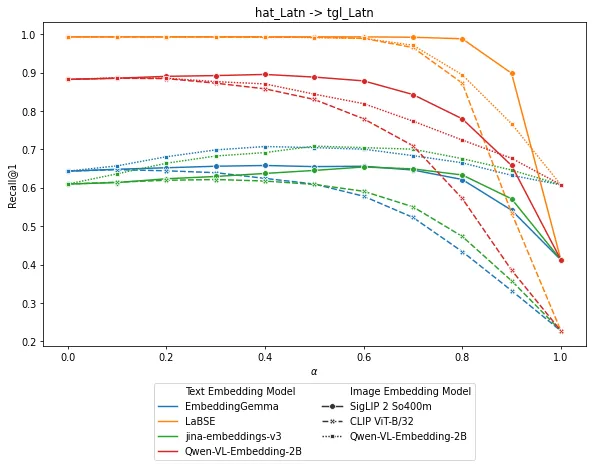 hat_Latn -> tgl_Latn
Recall@1
1.0
0.9
0.8
0.7
0.6
0.5
0.4
0.3
0.2
0.0 0.2 0.4 0.6 0.8 1.0
α
Text Embedding Model Image Embedding Model
EmbeddingGemma SigLIP 2 So400m
LaBSE CLIP ViT-B/32
jina-embeddings-v3 Qwen-VL-Embedding-2B
Qwen-VL-Embedding-2B